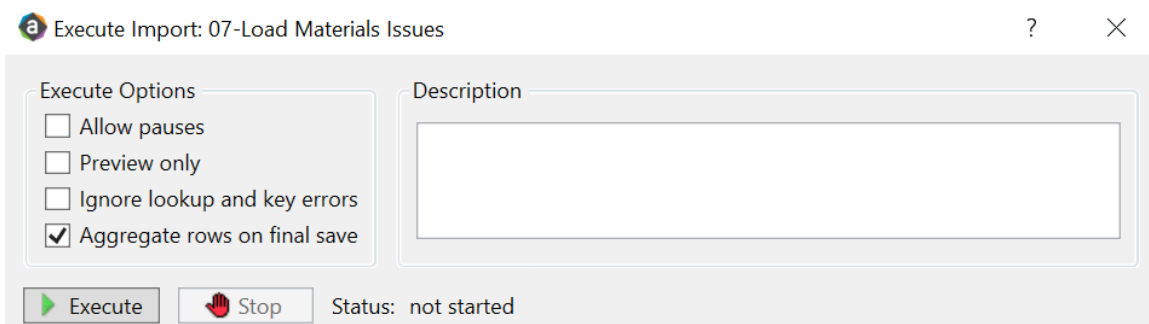 Execute Import: 07-Load Materials Issues
Execute Options
Allow pauses
Preview only
Ignore lookup and key errors
Aggregate rows on final save
Description
Execute
Stop
Status: not started